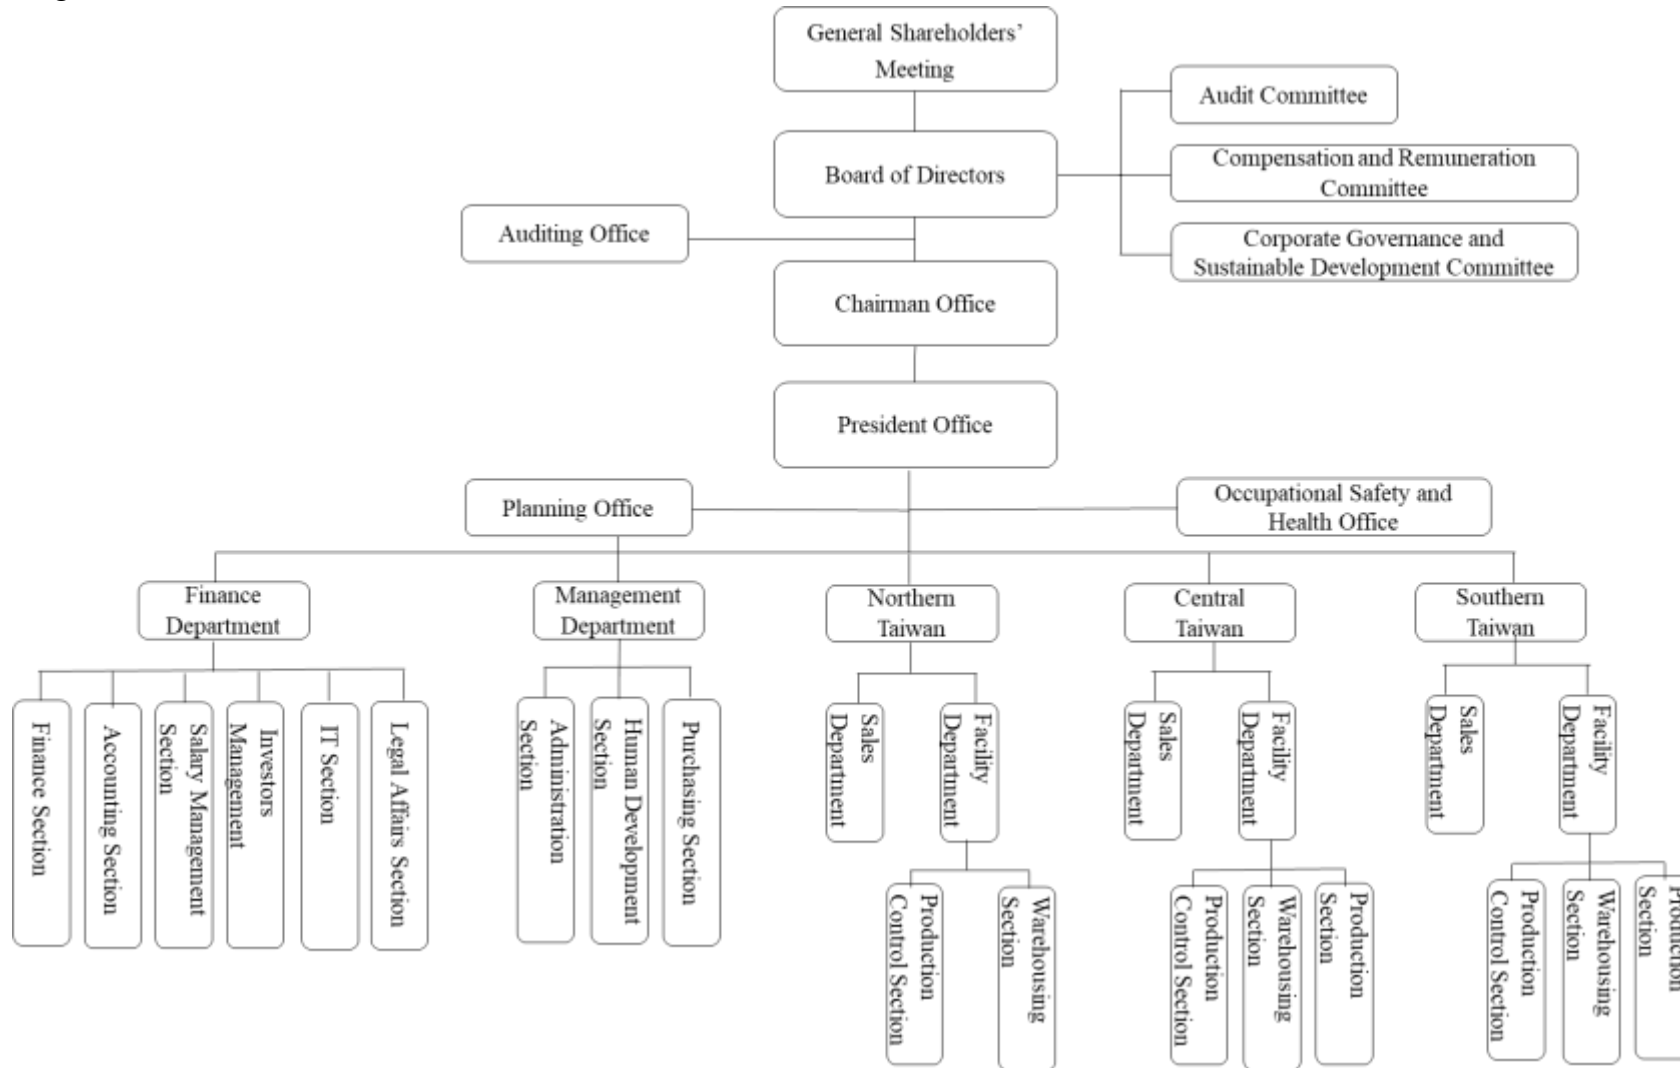 General Shareholders'
Meeting
Audit Committee
Board of Directors
Compensation and Remuneration
Committee
Auditing Office
Corporate Governance and
Sustainable Development Committee
Chairman Office
President Office
Planning Office
Occupational Safety and
Health Office
Finance
Department
Management
Department
Northern
Taiwan
Central
Taiwan
Southern
Taiwan
Finance Section
Accounting Section
Salary Management
Section
Investors
Management
IT Section
Legal Affairs Section
Administration
Section
Human Development
Section
Purchasing Section
Sales
Department
Facility
Department
Sales
Department
Facility
Department
Sales
Department
Facility
Department
Production
Control Section
Warehousing
Section
Production
Control Section
Warehousing
Section
Production
Section
Production
Control Section
Warehousing
Section
Production
Section